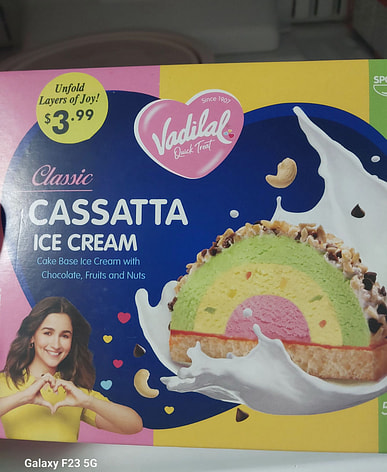 Unfold
Layers of Joy!
$3.99
Since 1907
Vadilal
Quick Treat
Classic
CASSATTA
ICE CREAM
Cake Base Ice Cream with
Chocolate, Fruits and Nuts
Galaxy F23 5G